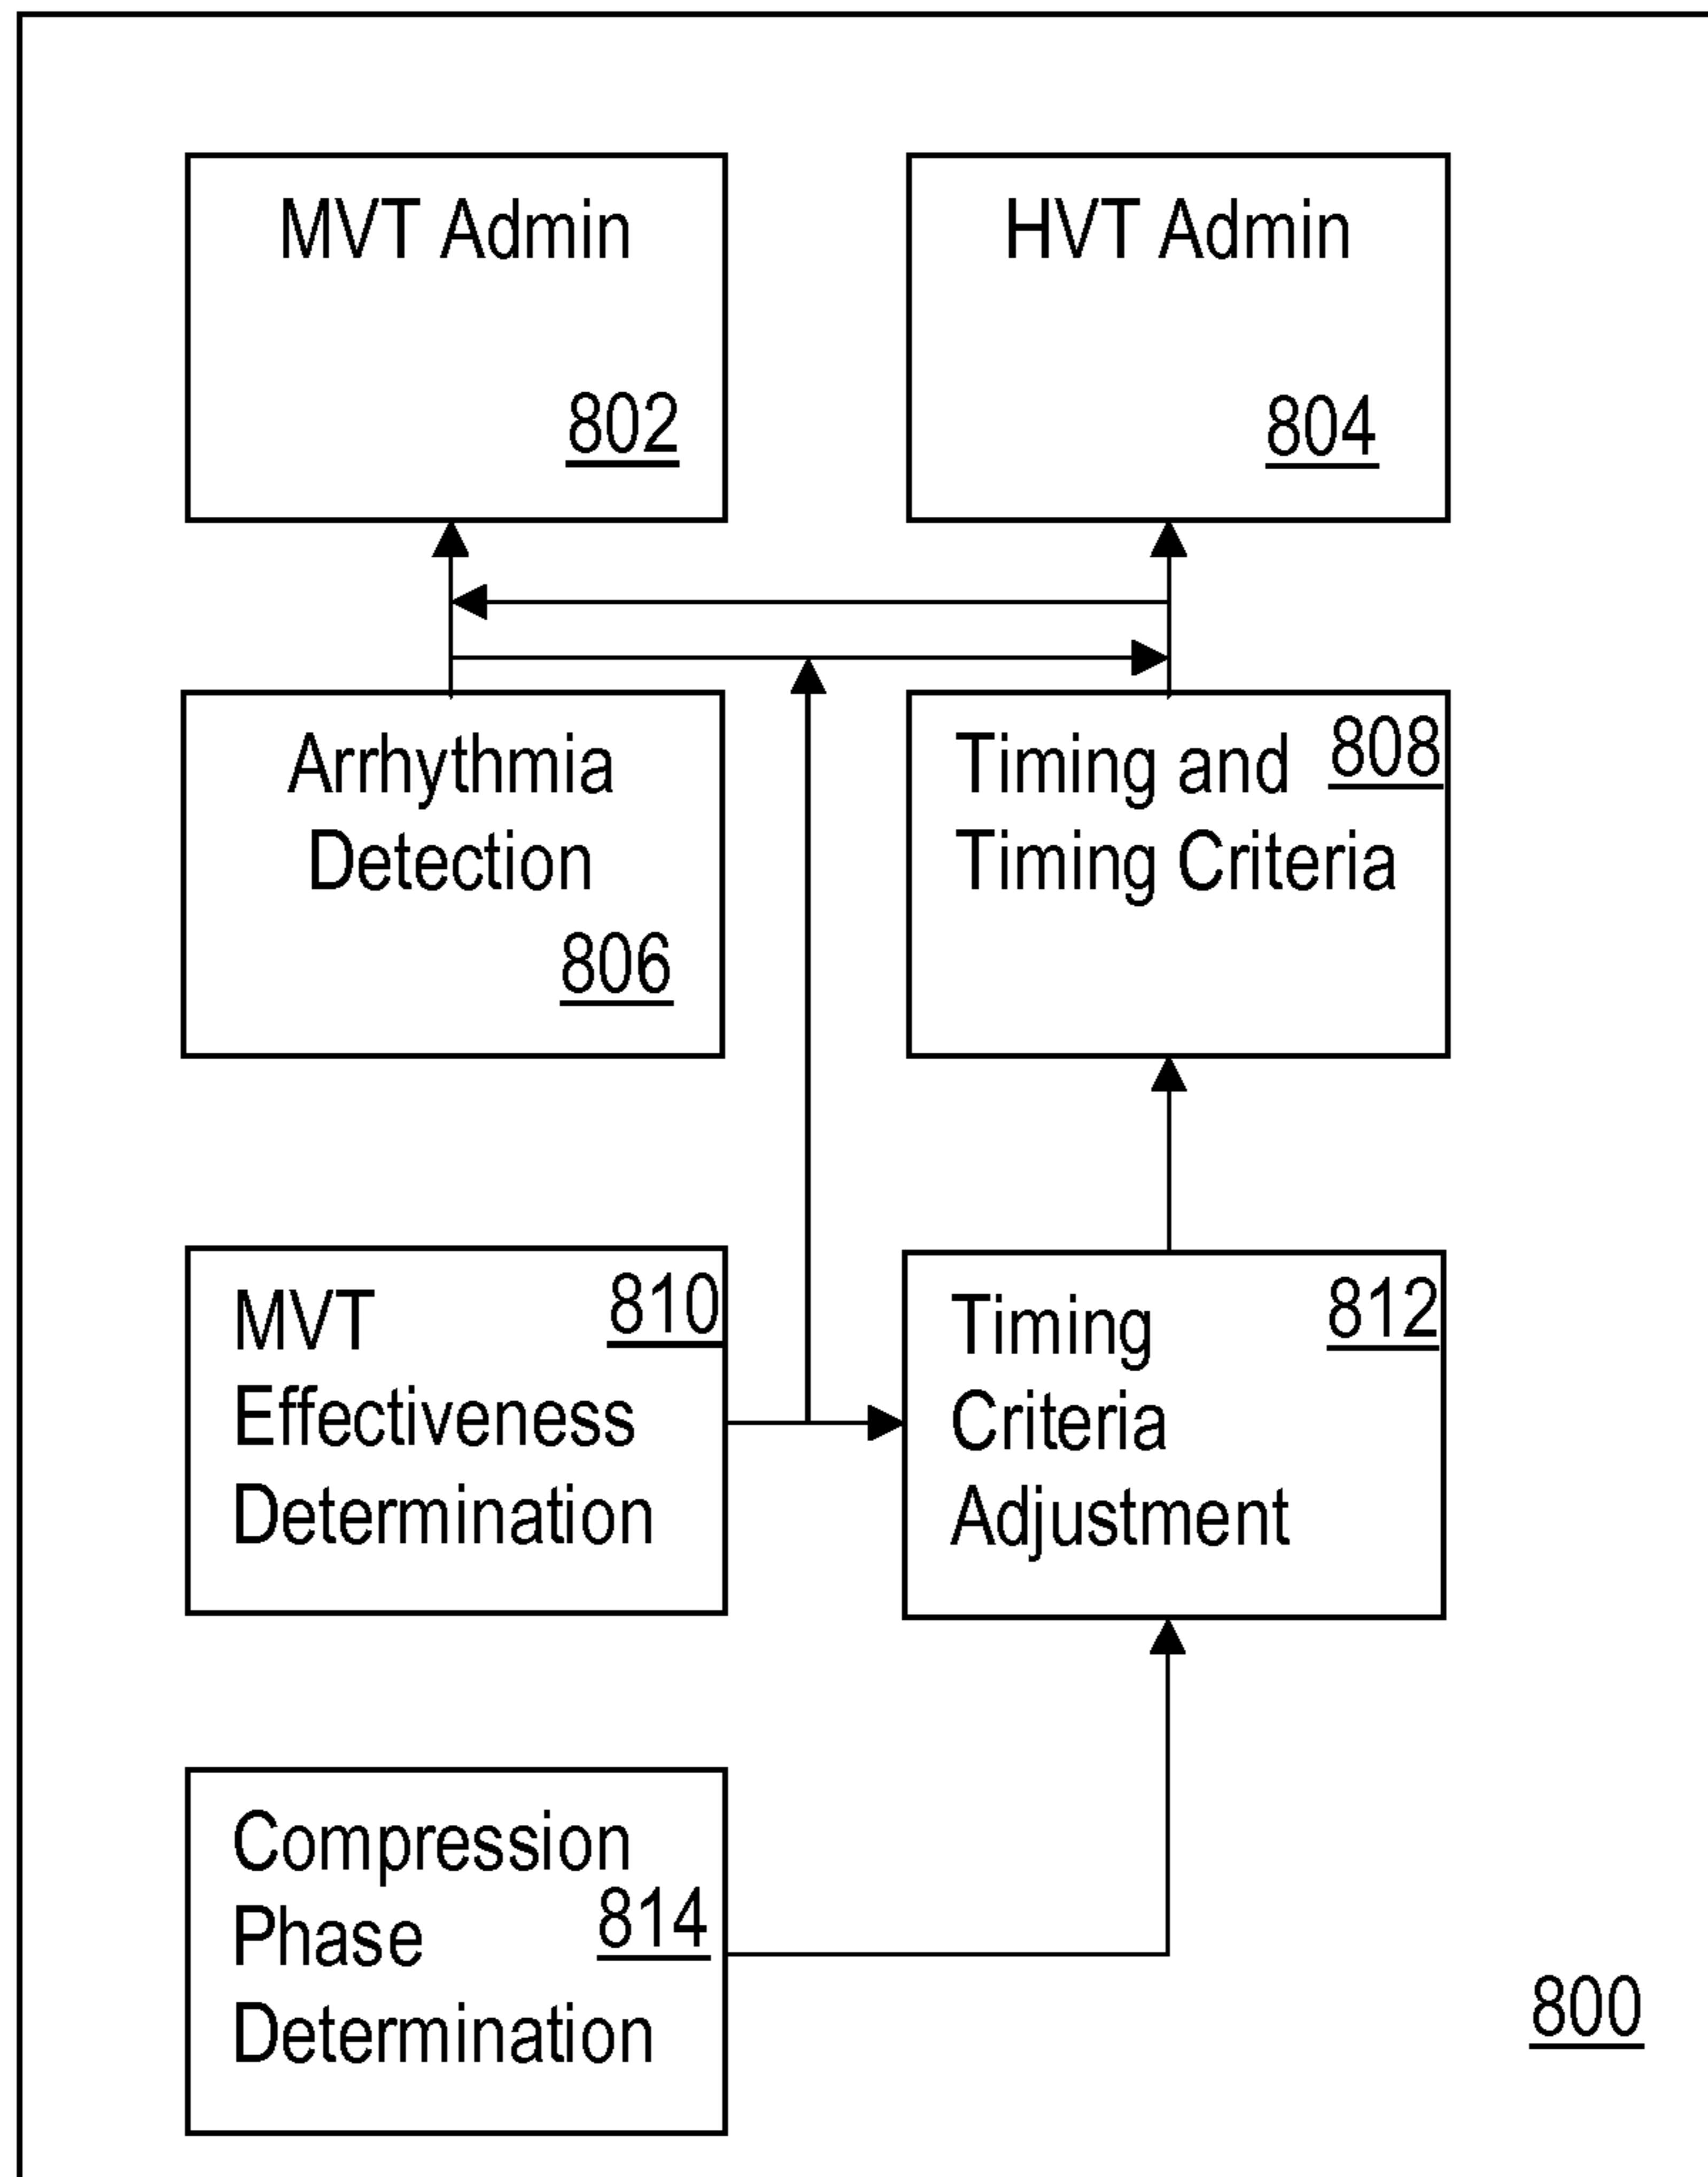 MVT Admin
802
HVT Admin
804
Arrhythmia
Detection
806
Timing and 808
Timing Criteria
MVT 810
Effectiveness
Determination
Timing 812
Criteria
Adjustment
Compression
Phase 814
Determination
800